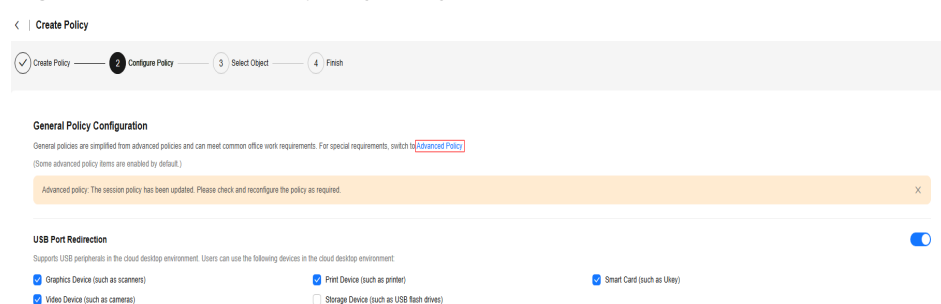 Create Policy
Create Policy 2 Configure Policy 3 Select Object 4 Finish
General Policy Configuration
General policies are simplified from advanced policies and can meet common office work requirements. For special requirements, switch to Advanced Policy
(Some advanced policy items are enabled by default.)
Advanced policy: The session policy has been updated. Please check and reconfigure the policy as required.
USB Port Redirection
Supports USB peripherals in the cloud desktop environment. Users can use the following devices in the cloud desktop environment
Graphics Device (such as scanners) Print Device (such as printer) Smart Card (such as Ukey)
Video Device (such as cameras) Storage Device (such as USB flash drives)